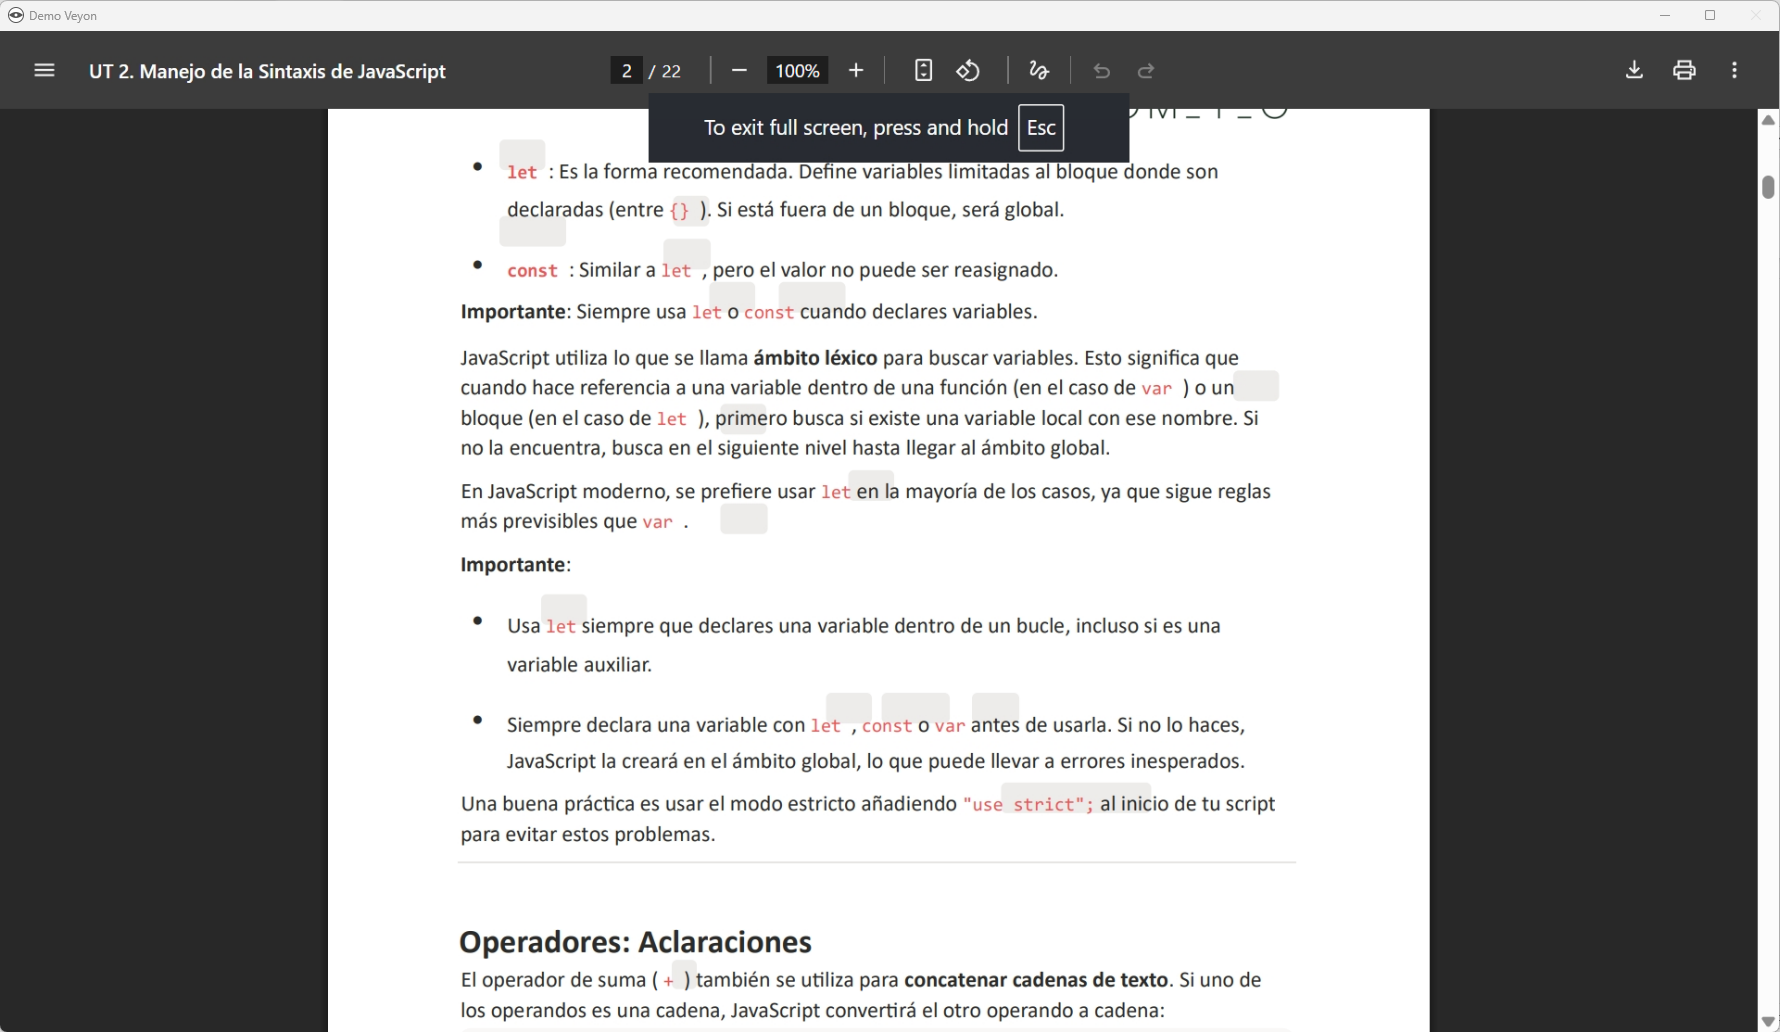 Demo Veyon
UT 2. Manejo de la Sintaxis de JavaScript
2 / 22
100%
To exit full screen, press and hold Esc
let : Es la forma recomendada. Define variables limitadas al bloque donde son
declaradas (entre {} ). Si está fuera de un bloque, será global.
const : Similar a let , pero el valor no puede ser reasignado.
Importante: Siempre usa let o const cuando declares variables.
JavaScript utiliza lo que se llama ámbito léxico para buscar variables. Esto significa que
cuando hace referencia a una variable dentro de una función (en el caso de var ) o un
bloque (en el caso de let ), primero busca si existe una variable local con ese nombre. Si
no la encuentra, busca en el siguiente nivel hasta llegar al ámbito global.
En JavaScript moderno, se prefiere usar let en la mayoría de los casos, ya que sigue reglas
más previsibles que var .
Importante:
Usa let siempre que declares una variable dentro de un bucle, incluso si es una
variable auxiliar.
Siempre declara una variable con let , const o var antes de usarla. Si no lo haces,
JavaScript la creará en el ámbito global, lo que puede llevar a errores inesperados.
Una buena práctica es usar el modo estricto añadiendo "use strict"; al inicio de tu script
para evitar estos problemas.
Operadores: Aclaraciones
El operador de suma ( + ) también se utiliza para concatenar cadenas de texto. Si uno de
los operandos es una cadena, JavaScript convertirá el otro operando a cadena: